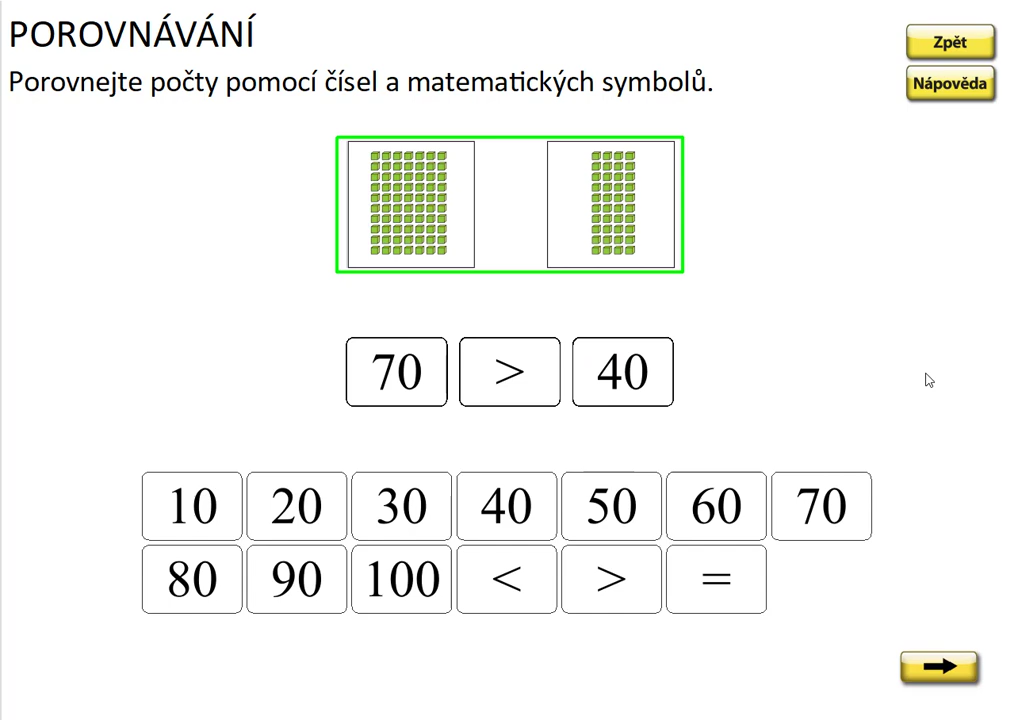 POROVNÁVÁNÍ
Zpět
Porovnejte počty pomocí čísel a matematických symbolů.
Nápověda
70 > 40
10 20 30 40 50 60 70
80 90 100 < > =